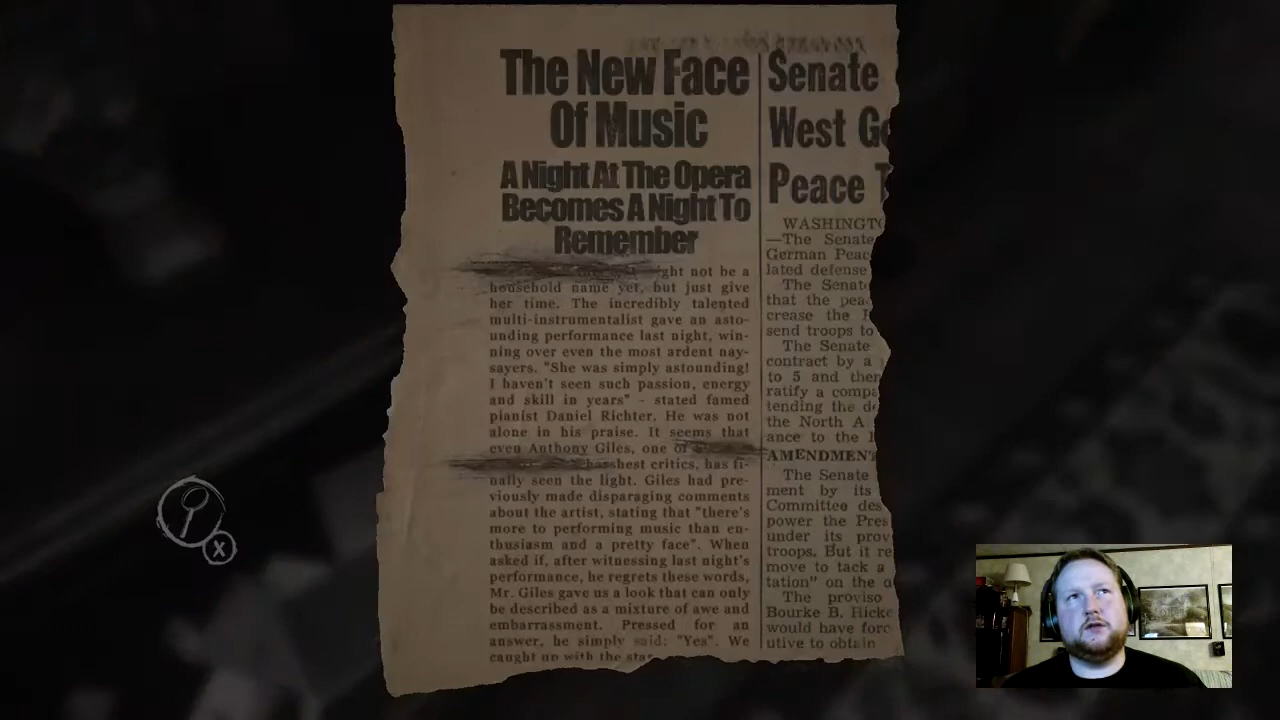 The New Face
Of Music
A Night At The Opera
Becomes A Night To
Remember
not be a
household name yet, but just give
her time. The incredibly talented
multi-instrumentalist gave an asto-
unding performance last night, win-
ning over even the most ardent nay-
sayers. "She was simply astounding!
I haven't seen such passion, energy
and skill in years" - stated famed
pianist Daniel Richter. He was not
alone in his praise. It seems that
even Anthony Giles, one of
harshest critics, has fi-
nally seen the light. Giles had pre-
viously made disparaging comments
about the artist, stating that "there's
more to performing music than en-
thusiasm and a pretty face". When
asked if, after witnessing last night's
performance, he regrets these words,
Mr. Giles gave us a look that can only
be described as a mixture of awe and
embarrassment. Pressed for an
answer, he simply said: "Yes". We
caught up with the
Senate
West
Peace
WASHINGTO
—The Senate
German Peac
lated defense
The Senat
that the pea
crease the
send troops to
The Senate
contract by a
to 5 and then
ratify a compa
tending the de
the North A
ance to the
AMENDMENT
The Senate
ment by its
Committee des
power the Pres
under its prov
troops. But it re
move to tack a
tation" on the
The proviso
Bourke B. Hicke
would have forc
utive to obtain
X